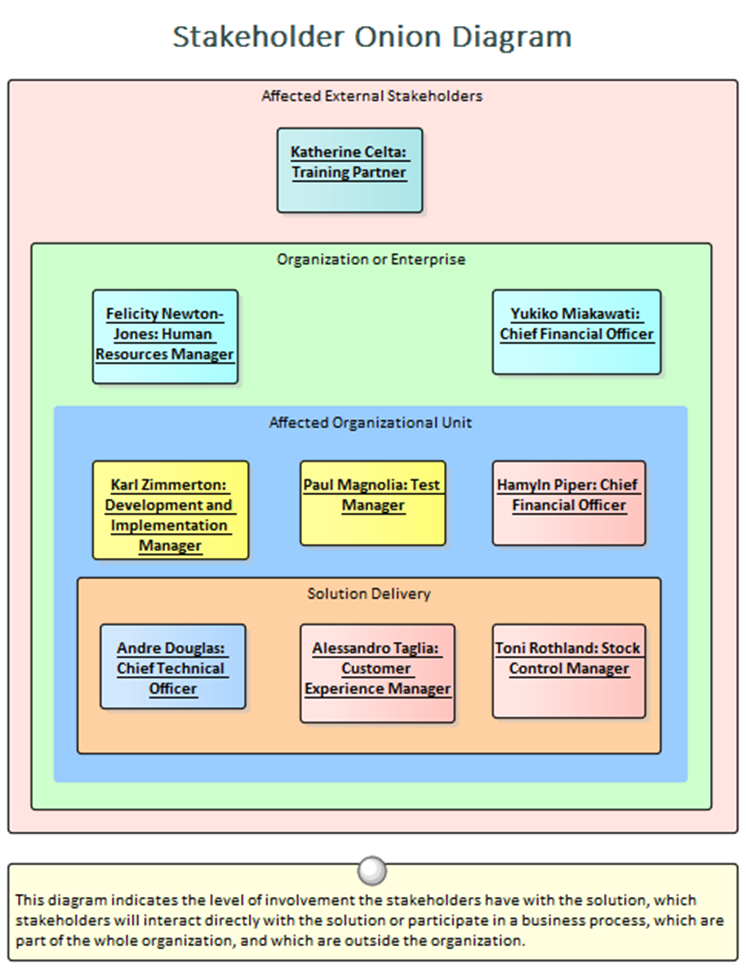 Stakeholder Onion Diagram
Affected External Stakeholders
Katherine Celta:
Training Partner
Organization or Enterprise
Felicity Newton-
Jones: Human
Resources Manager
Yukiko Miakawati:
Chief Financial Officer
Affected Organizational Unit
Karl Zimmerton:
Development and
Implementation
Manager
Paul Magnolia: Test
Manager
Hamyln Piper: Chief
Financial Officer
Solution Delivery
Andre Douglas:
Chief Technical
Officer
Alessandro Taglia:
Customer
Experience Manager
Toni Rothland: Stock
Control Manager
This diagram indicates the level of involvement the stakeholders have with the solution, which
stakeholders will interact directly with the solution or participate in a business process, which are
part of the whole organization, and which are outside the organization.